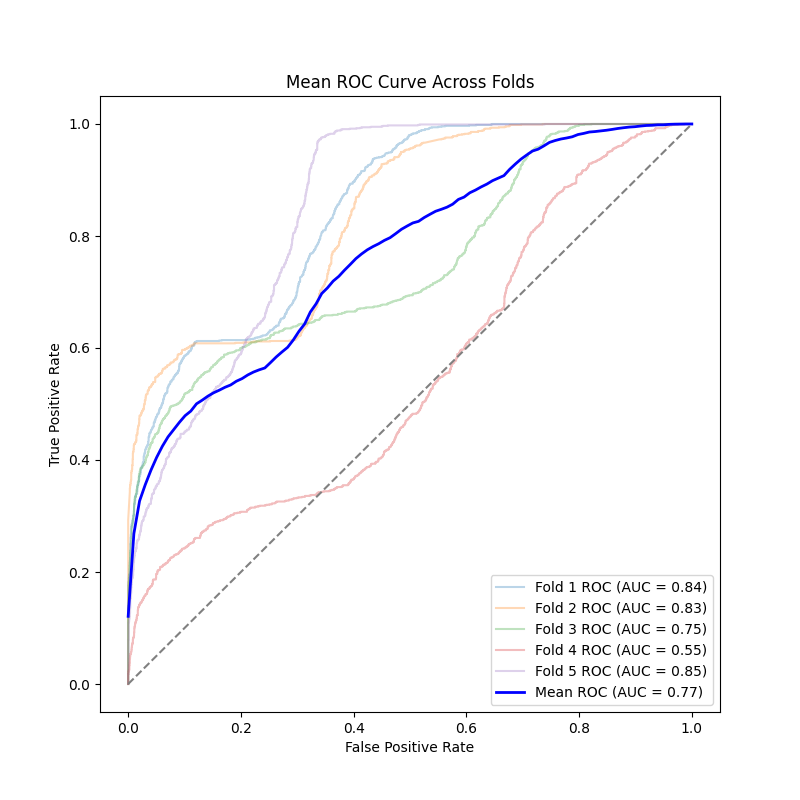 Mean ROC Curve Across Folds
True Positive Rate
1.0
0.8
0.6
0.4
0.2
0.0
Fold 1 ROC (AUC = 0.84)
Fold 2 ROC (AUC = 0.83)
Fold 3 ROC (AUC = 0.75)
Fold 4 ROC (AUC = 0.55)
Fold 5 ROC (AUC = 0.85)
Mean ROC (AUC = 0.77)
0.0 0.2 0.4 0.6 0.8 1.0
False Positive Rate